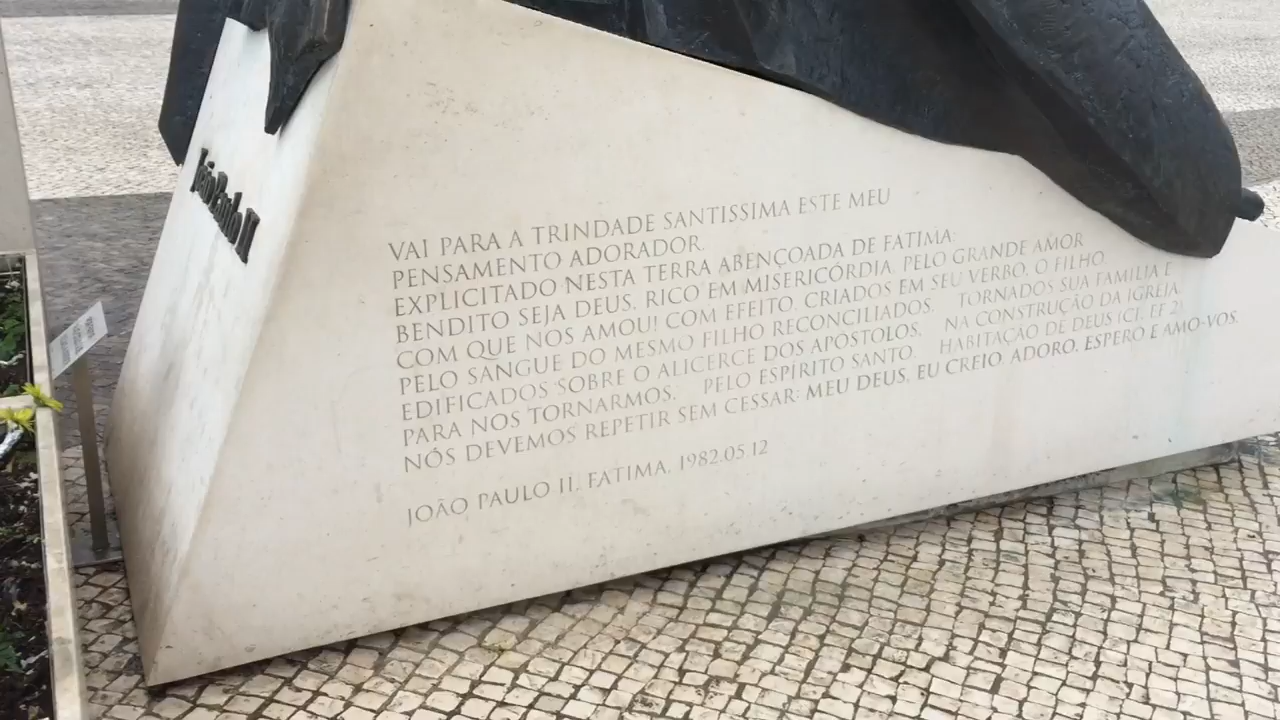 João Paulo II
VAI PARA A TRINDADE SANTISSIMA ESTE MEU
PENSAMENTO ADORADOR.
EXPLICITADO NESTA TERRA ABENÇOADA DE FATIMA:
BENDITO SEJA DEUS, RICO EM MISERICÓRDIA, PELO GRANDE AMOR
COM QUE NOS AMOU! COM EFEITO, CRIADOS EM SEU VERBO, O FILHO,
PELO SANGUE DO MESMO FILHO RECONCILIADOS, TORNADOS SUA FAMILIA E
EDIFICADOS SOBRE O ALICERCE DOS APÓSTOLOS, NA CONSTRUÇÃO DA IGREJA,
PARA NOS TORNARMOS, PELO ESPÍRITO SANTO, HABITAÇÃO DE DEUS (CF. EF 2)
NÓS DEVEMOS REPETIR SEM CESSAR: MEU DEUS, EU CREIO, ADORO, ESPERO E AMO-VOS.
JOÃO PAULO II, FATIMA, 1982.05.12